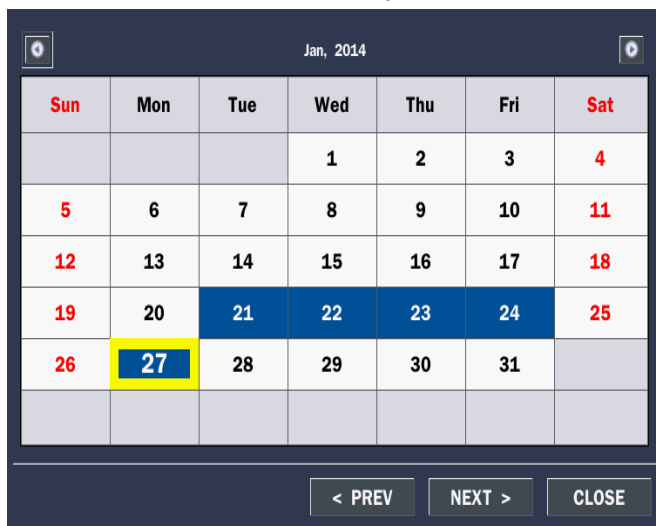 Jan, 2014
Sun Mon Tue Wed Thu Fri Sat
1 2 3 4
5 6 7 8 9 10 11
12 13 14 15 16 17 18
19 20 21 22 23 24 25
26 27 28 29 30 31
< PREV NEXT > CLOSE